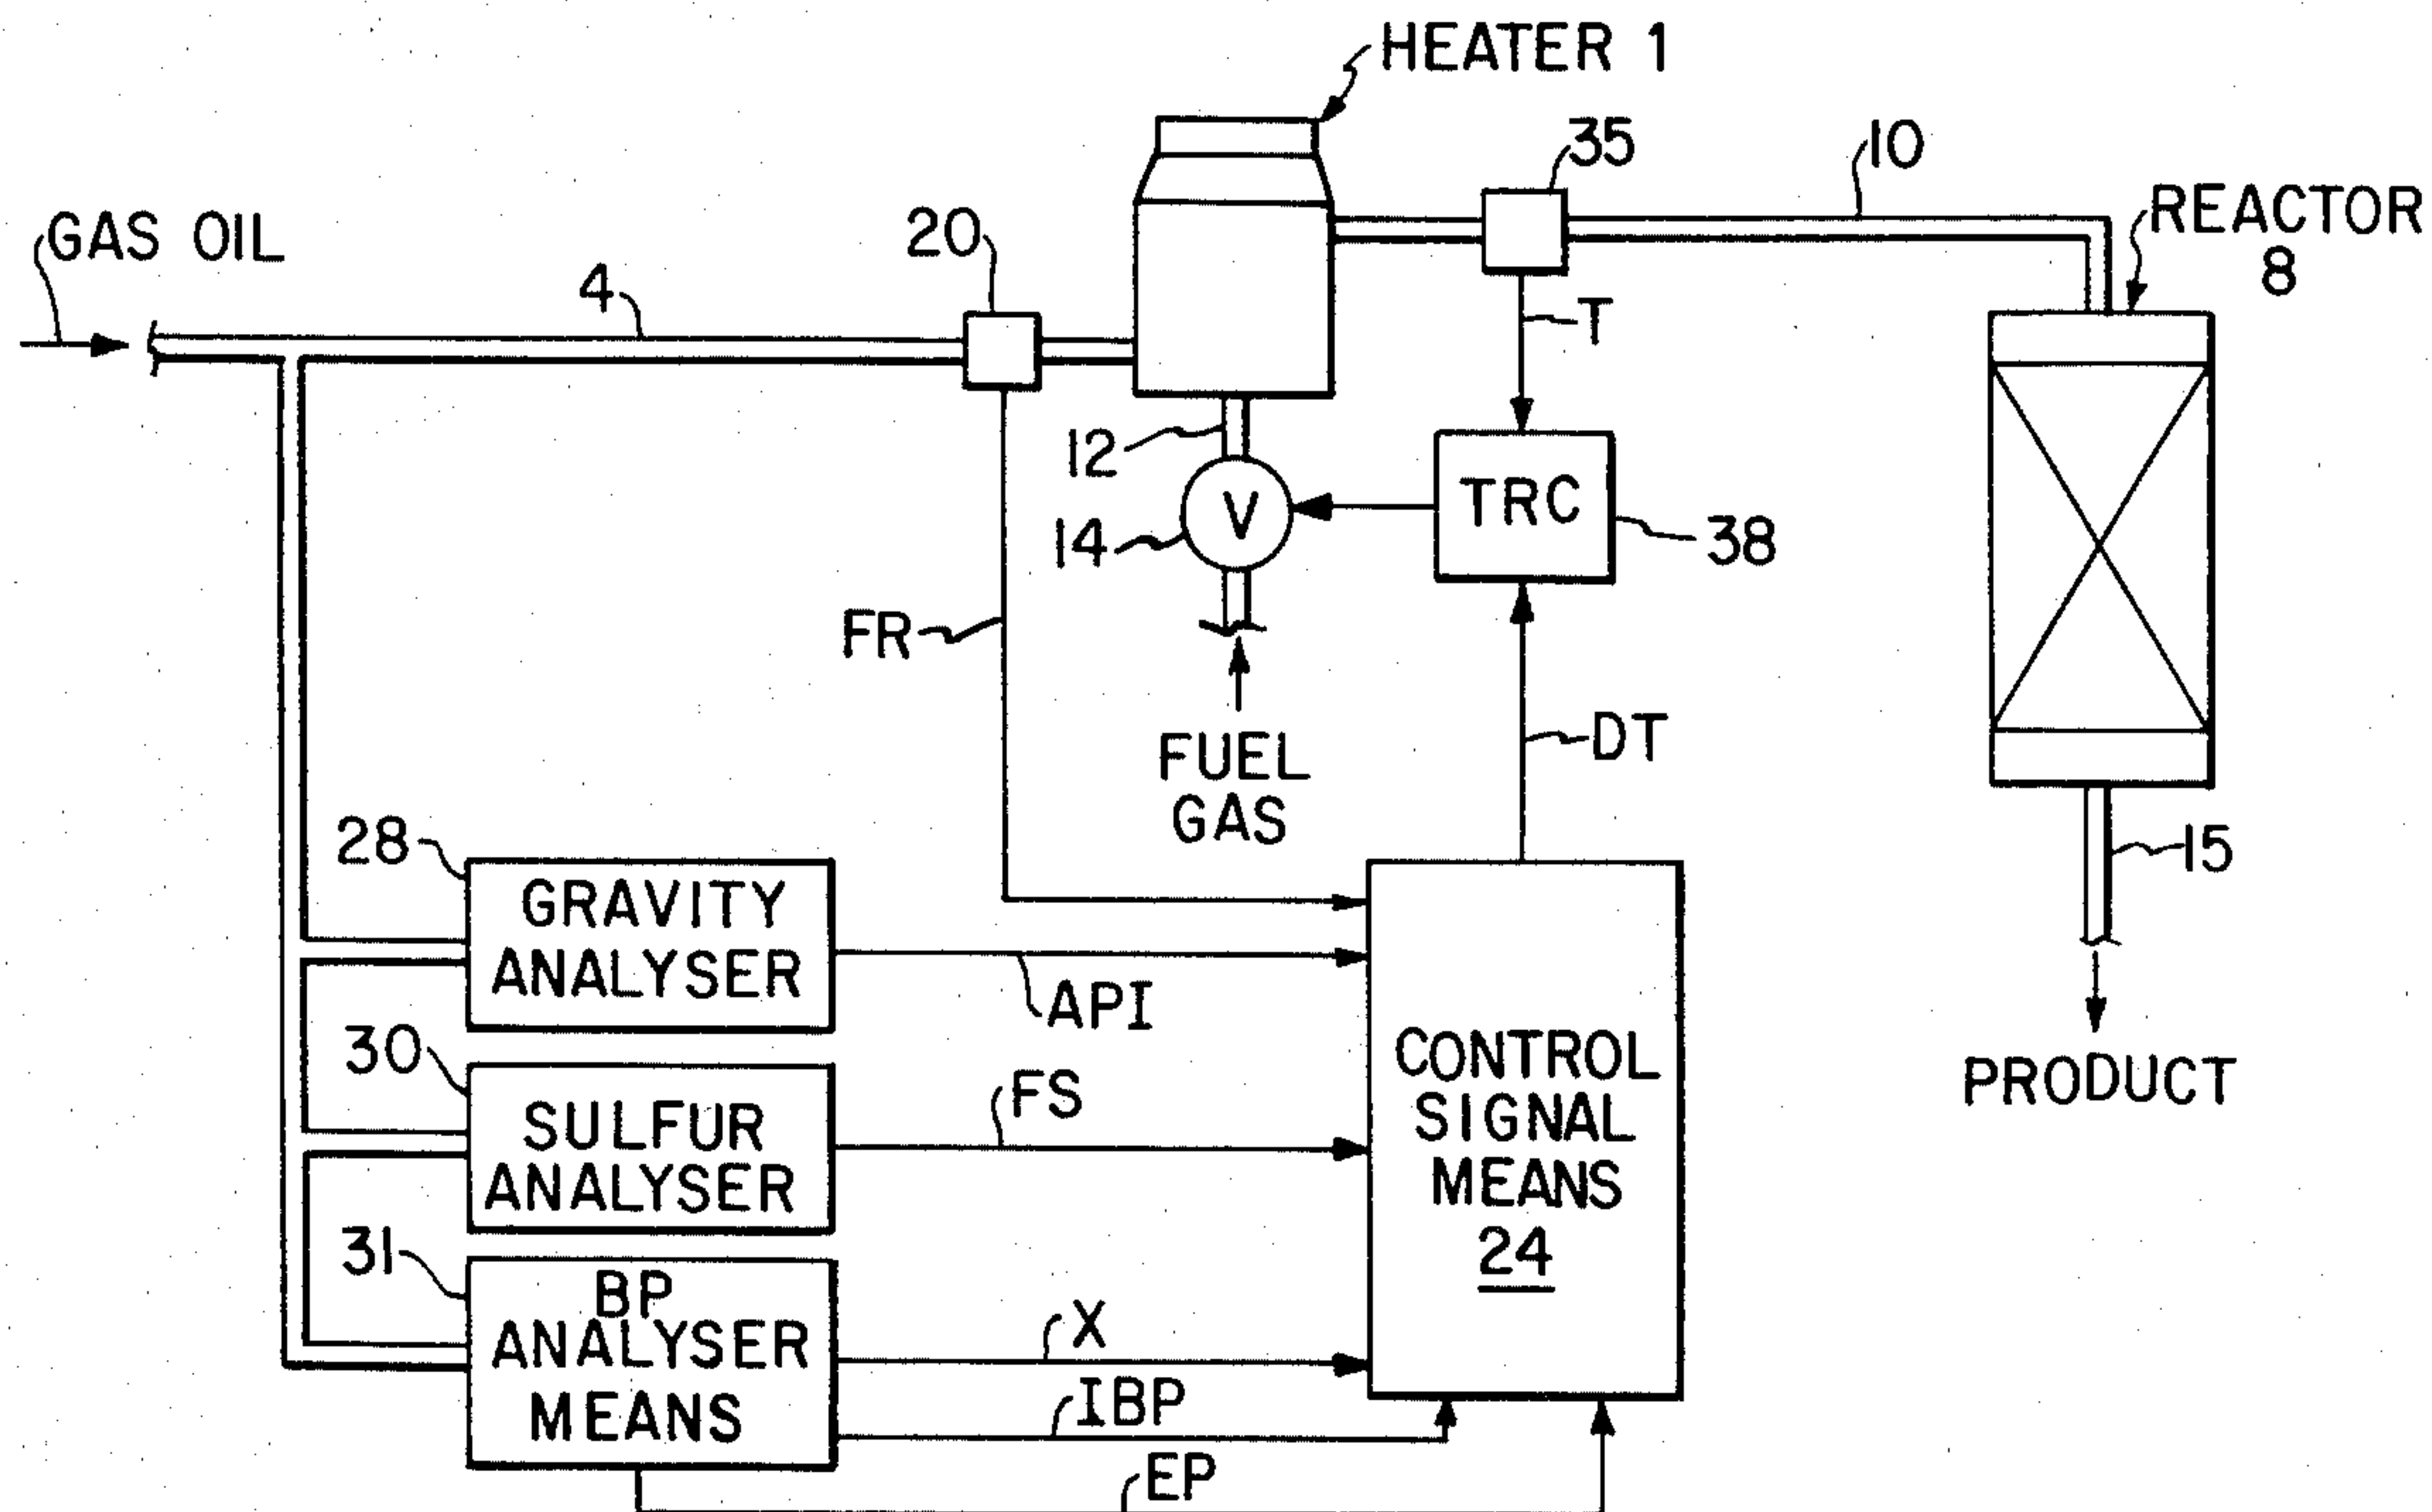 HEATER 1
35
10
REACTOR
8
GAS OIL
20
4
T
12
V
TRC
14
38
FR
DT
FUEL
GAS
28
GRAVITY
ANALYSER
15
API
30
SULFUR
ANALYSER
FS
CONTROL
SIGNAL
MEANS
24
PRODUCT
31
BP
ANALYSER
MEANS
X
IBP
EP